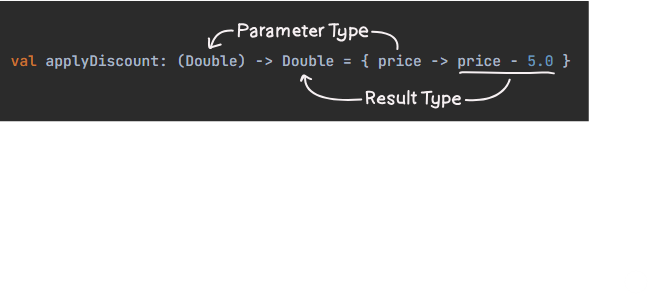 Parameter Type
val applyDiscount: (Double) -> Double = { price -> price - 5.0 }
Result Type